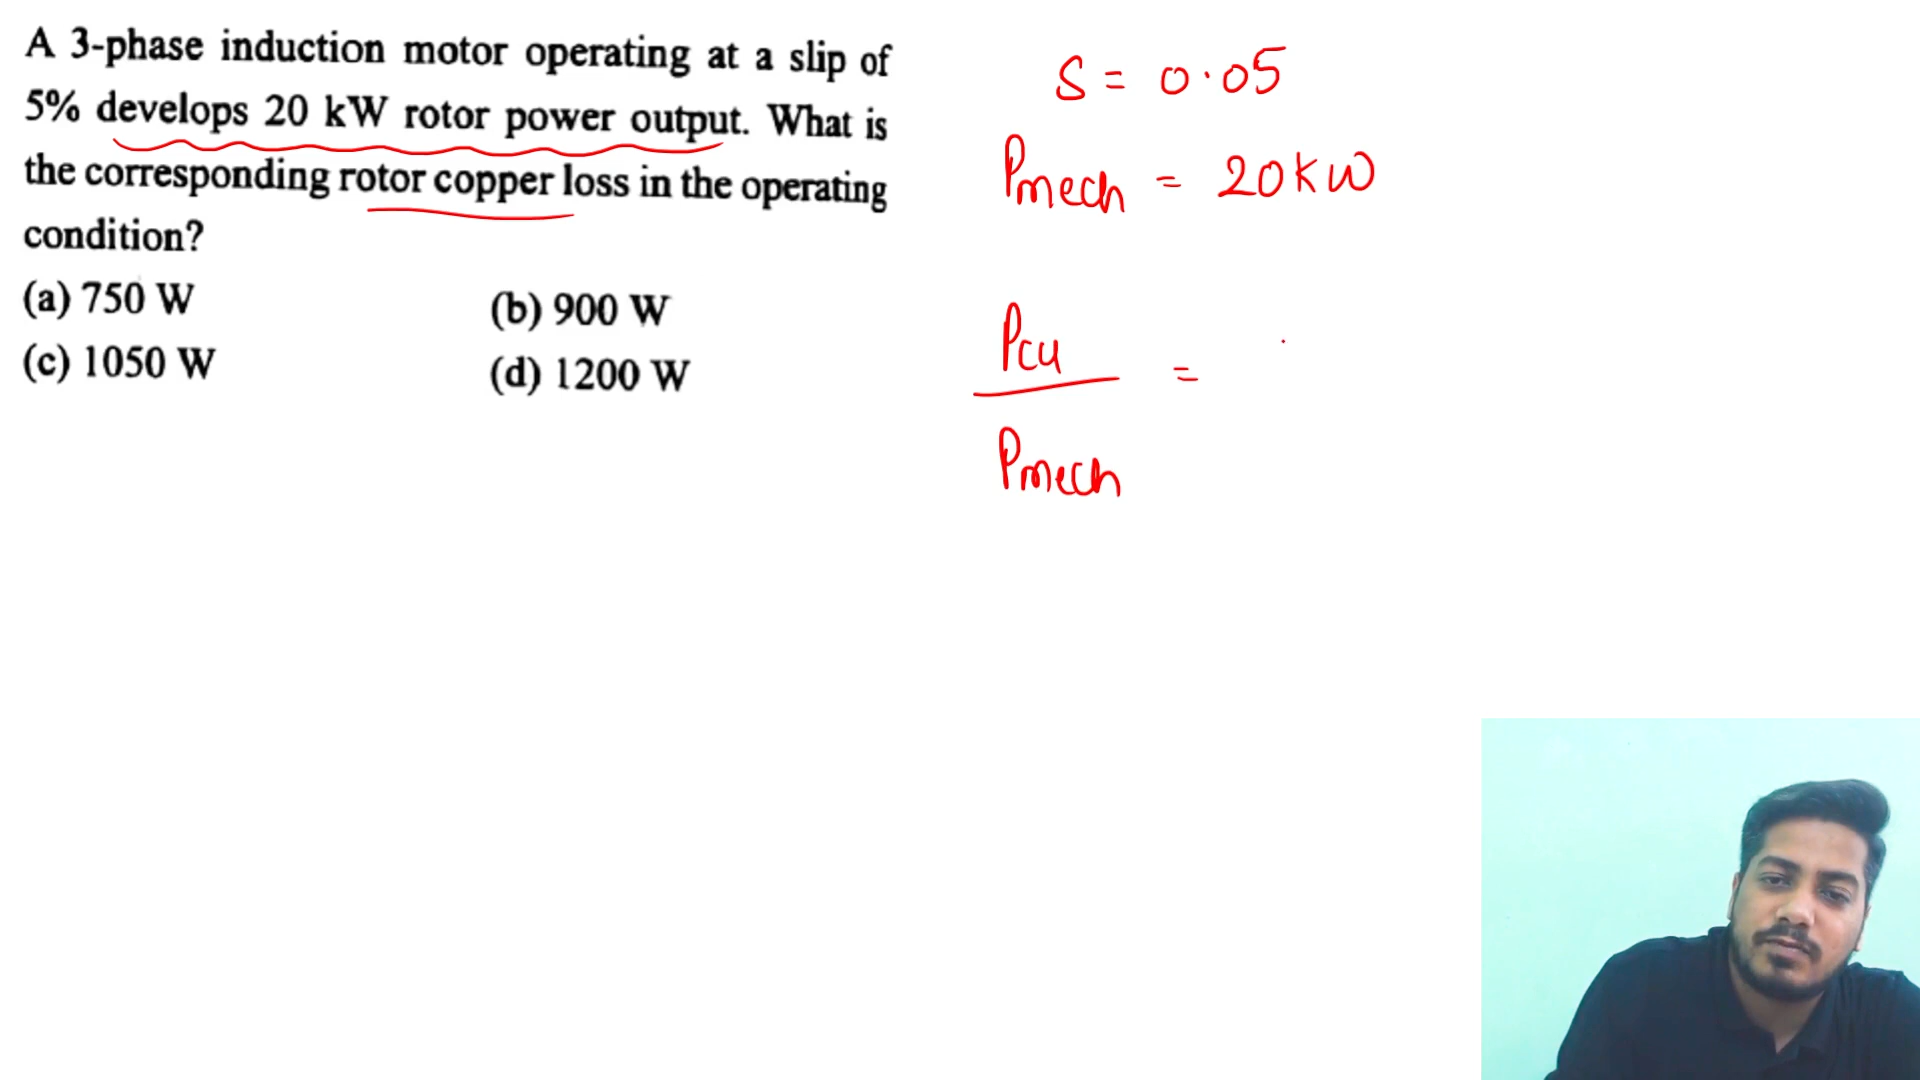 A 3-phase induction motor operating at a slip of
5% develops 20 kW rotor power output. What is
the corresponding rotor copper loss in the operating
condition?
(a) 750 W (b) 900 W
(c) 1050 W (d) 1200 W
S = 0.05
Pmech = 20kW
Pcu
=
Pmech